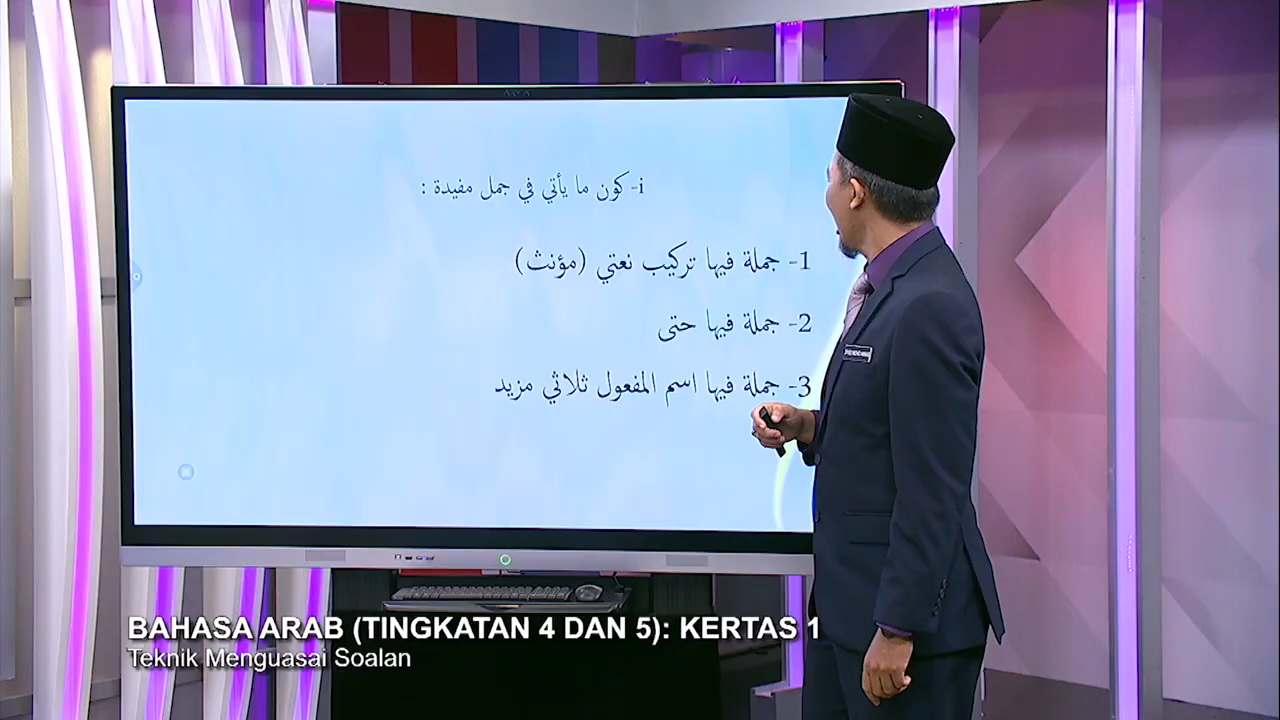 i- كون ما يأتي في جمل مفيدة :
1- جملة فيها تركيب نعتي (مؤنث)
2- جملة فيها حتى
3- جملة فيها اسم المفعول ثلاثي مزيد
BAHASA ARAB (TINGKATAN 4 DAN 5): KERTAS 1
Teknik Menguasai Soalan